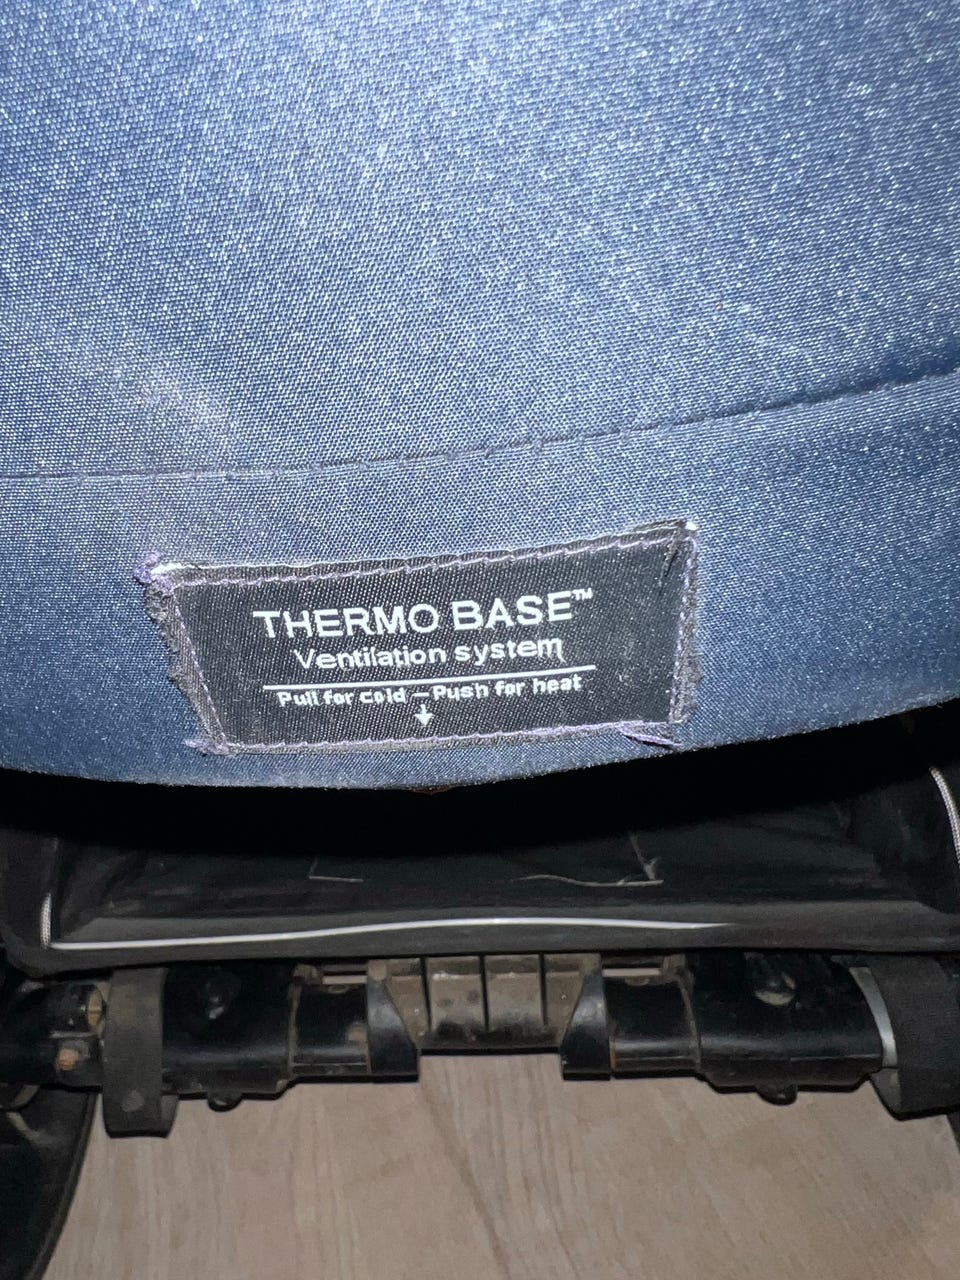 THERMO BASE™
Ventilation system
Pull for cold - Push for heat